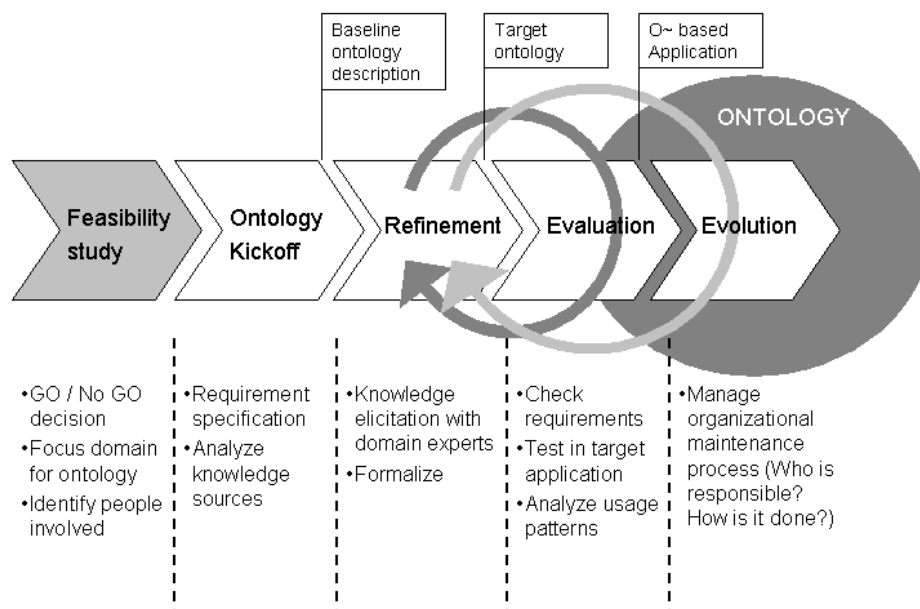 Baseline
ontology
description
Target
ontology
O~ based
Application
ONTOLOGY
Feasibility
study
Ontology
Kickoff
Refinement
Evaluation
Evolution
•GO / No GO
decision
•Focus domain
for ontology
•Identify people
involved
•Requirement
specification
•Analyze
knowledge
sources
•Knowledge
elicitation with
domain experts
•Formalize
•Check
requirements
•Test in target
application
•Analyze usage
patterns
•Manage
organizational
maintenance
process (Who is
responsible?
How is it done?)